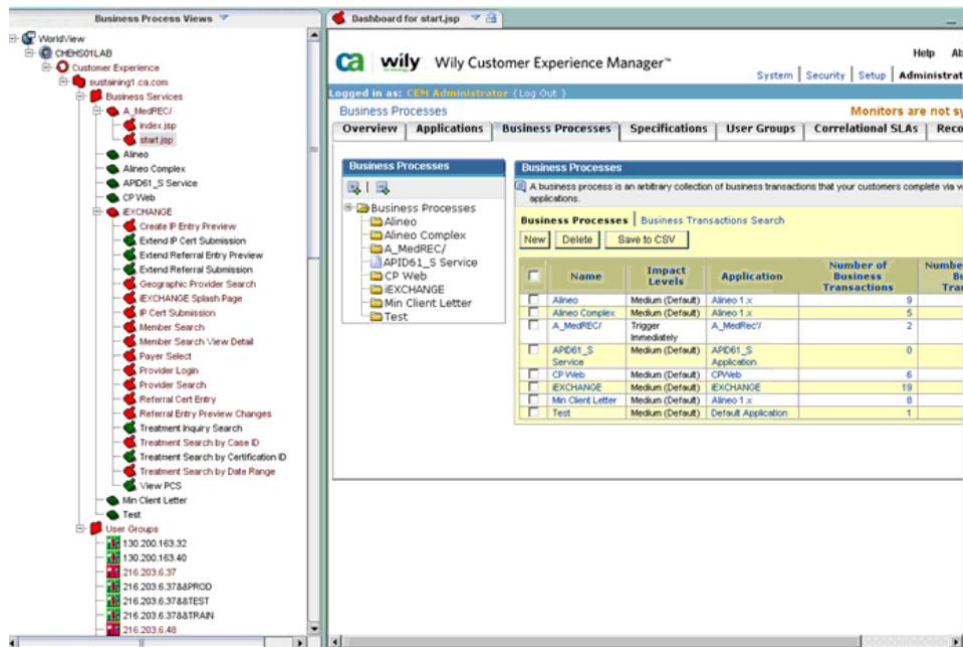 Business Process Views
WorldView
CHEHS01LAB
Customer Experience
sustaining1.ca.com
Business Services
A_MedREC/
index.jsp
start.jsp
Alineo
Alineo Complex
APID61_S Service
CP Web
iEXCHANGE
Create IP Entry Preview
Extend IP Cert Submission
Extend Referral Entry Preview
Extend Referral Submission
Geographic Provider Search
iEXCHANGE Splash Page
IP Cert Submission
Member Search
Member Search View Detail
Payer Select
Provider Login
Provider Search
Referral Cert Entry
Referral Entry Preview Changes
Treatment Inquiry Search
Treatment Search by Case ID
Treatment Search by Certification ID
Treatment Search by Date Range
View PCS
Min Client Letter
Test
User Groups
130.200.163.32
130.200.163.40
216.203.6.37
216.203.6.37&&PROD
216.203.6.37&&TEST
216.203.6.37&&TRAIN
216.203.6.48
Dashboard for start.jsp
ca wily Wily Customer Experience Manager™
Help Ab
System | Security | Setup | Administrat
Logged in as: CEM Administrator (Log Out )
Business Processes
Monitors are not sy
Overview Applications Business Processes Specifications User Groups Correlational SLAs Reco
Business Processes
Business Processes
Alineo
Alineo Complex
A_MedREC/
APID61_S Service
CP Web
iEXCHANGE
Min Client Letter
Test
Business Processes
A business process is an arbitrary collection of business transactions that your customers complete via w
applications.
Business Processes | Business Transactions Search
New Delete Save to CSV
Name Impact Levels Application Number of Business Transactions Numbe Bu Tran
Alineo Medium (Default) Alineo 1.x 9
Alineo Complex Medium (Default) Alineo 1.x 5
A_MedREC/ Trigger Immediately A_MedRec'/ 2
APID61_S Service Medium (Default) APID61_S Application 0
CP Web Medium (Default) CPWeb 6
iEXCHANGE Medium (Default) iEXCHANGE 19
Min Client Letter Medium (Default) Alineo 1.x 8
Test Medium (Default) Default Application 1